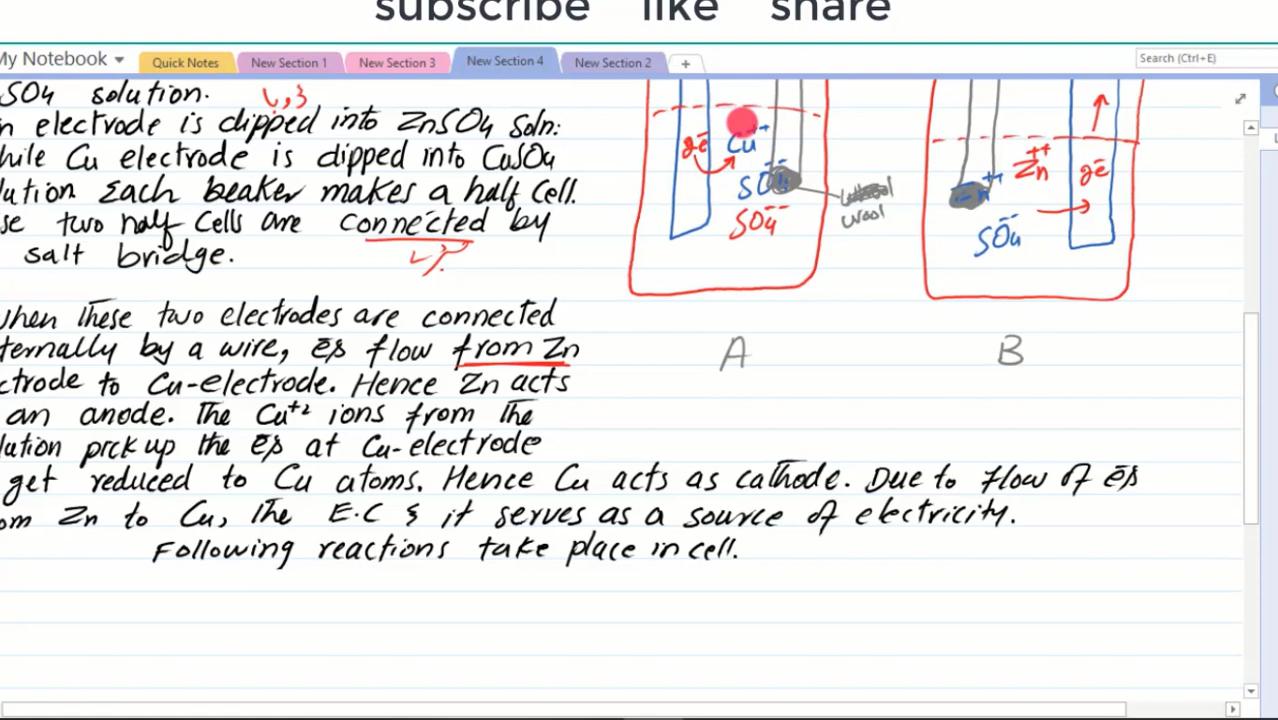 subscribe like share
My Notebook
Quick Notes
New Section 1
New Section 3
New Section 4
New Section 2
+
Search (Ctrl+E)
SO4 solution.
n electrode is dipped into ZnSO4 Soln:
hile Cu electrode is dipped into CuSO4
lution Each beaker makes a half cell.
se two half Cells are connected by
salt bridge.
when These two electrodes are connected
ternally by a wire, ēs flow from Zn
ctrode to Cu-electrode. Hence Zn acts
an anode. The Cu+2 ions from the
lution pick up the ēs at Cu-electrode
get reduced to Cu atoms. Hence Cu acts as cathode. Due to flow of ēs
om Zn to Cu, The E.C & it serves as a source of electricity.
Following reactions take place in cell.
2ē
Cu++
SO4--
SO4--
wool
A
Zn++
2ē
SO4--
B